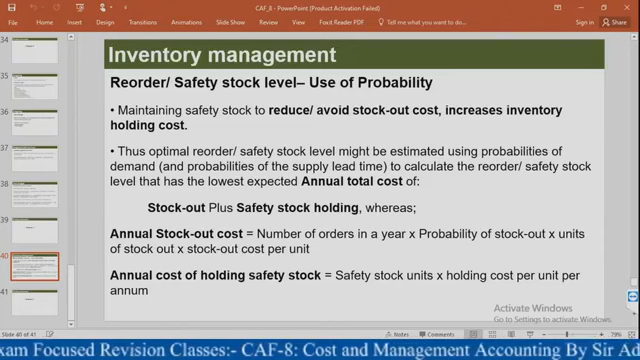 CAF_8 - PowerPoint (Product Activation Failed)
File Home Insert Design Transitions Animations Slide Show Review View Foxit Reader PDF Tell me what you want to do...
Sign in Share
34
35
36
37
38
39
40
41
Inventory management
Reorder/ Safety stock level– Use of Probability
• Maintaining safety stock to reduce/ avoid stock-out cost, increases inventory
holding cost.
• Thus optimal reorder/ safety stock level might be estimated using probabilities of
demand (and probabilities of the supply lead time) to calculate the reorder/ safety stock
level that has the lowest expected Annual total cost of:
Stock-out Plus Safety stock holding, whereas;
Annual Stock-out cost = Number of orders in a year x Probability of stock-out x units
of stock out x stock-out cost per unit
Annual cost of holding safety stock = Safety stock units x holding cost per unit per
annum
Activate Windows
Go to Settings to activate Windows.
Slide 40 of 41
Notes Comments 79%
xam Focused Revision Classes:- CAF-8: Cost and Management Accounting By Sir Ad